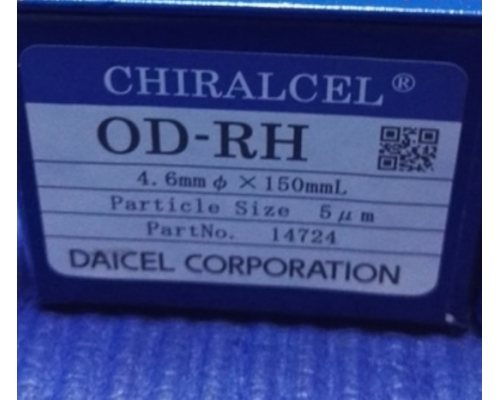 CHIRALCEL®
OD-RH
4.6mmφ × 150mmL
Particle Size 5μm
PartNo. 14724
DAICEL CORPORATION